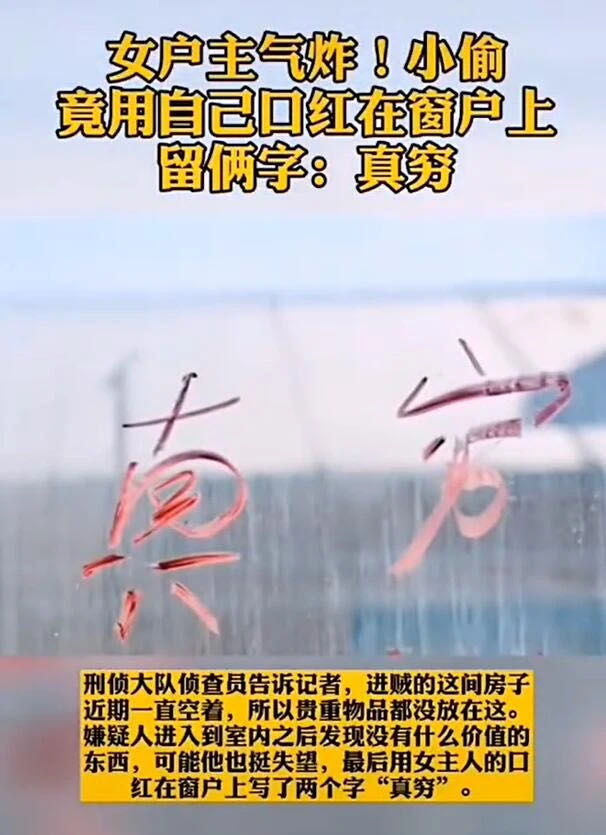 女户主气炸！小偷
竟用自己口红在窗户上
留俩字：真穷
真穷
刑侦大队侦查员告诉记者，进贼的这间房子
近期一直空着，所以贵重物品都没放在这。
嫌疑人进入到室内之后发现没有什么价值的
东西，可能他也挺失望，最后用女主人的口
红在窗户上写了两个字“真穷”。